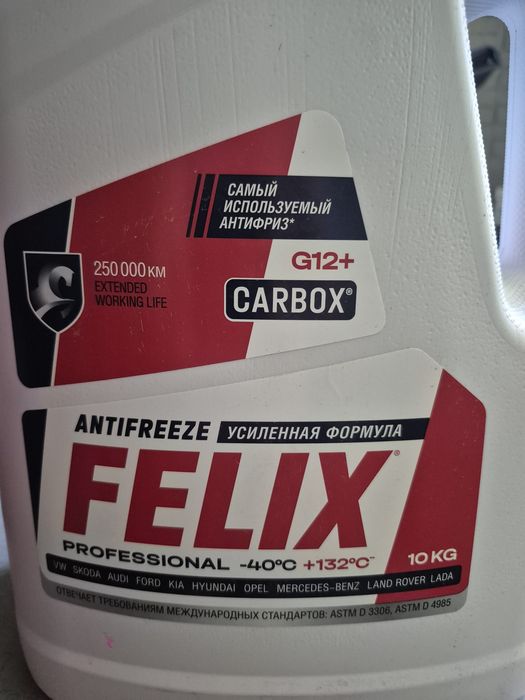 САМЫЙ
ИСПОЛЬЗУЕМЫЙ
АНТИФРИЗ*
G12+
CARBOX®
250 000 KM
EXTENDED
WORKING LIFE
ANTIFREEZE УСИЛЕННАЯ ФОРМУЛА
FELIX®
PROFESSIONAL -40°C +132°C** 10 KG
VW SKODA AUDI FORD KIA HYUNDAI OPEL MERCEDES-BENZ LAND ROVER LADA
ОТВЕЧАЕТ ТРЕБОВАНИЯМ МЕЖДУНАРОДНЫХ СТАНДАРТОВ: ASTM D 3306, ASTM D 4985